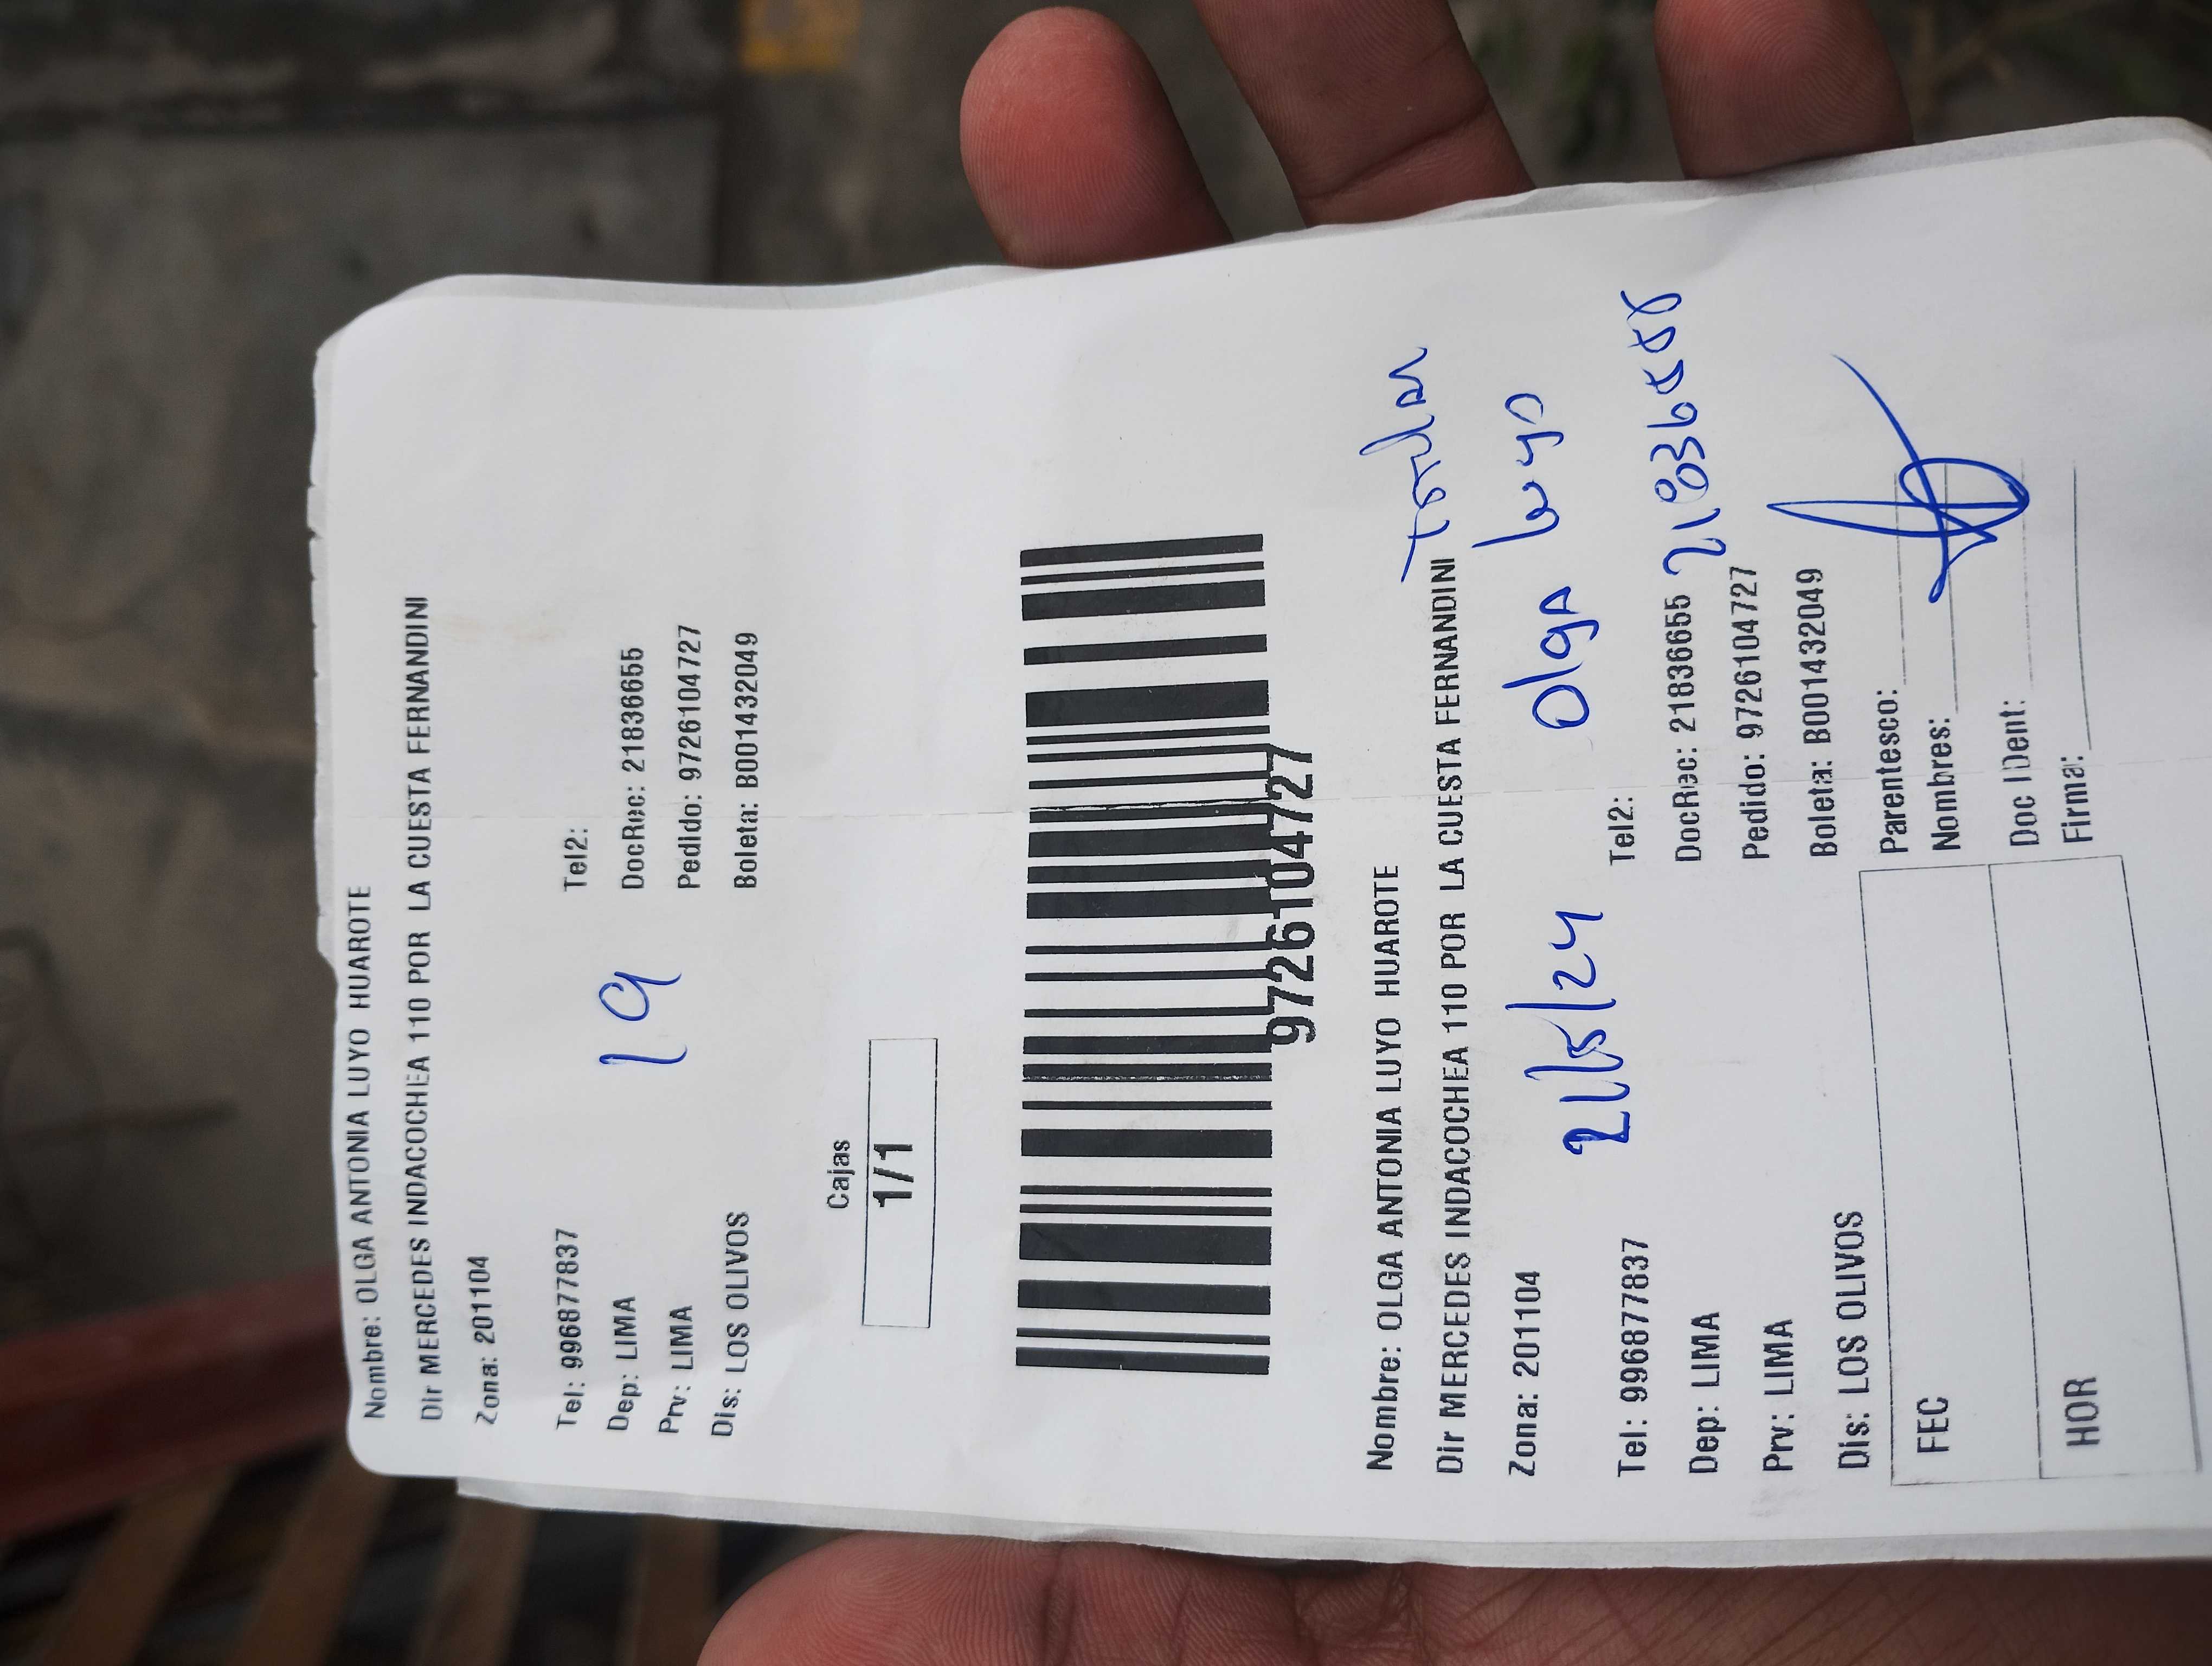 Nombre: OLGA ANTONIA LUYO HUAROTE
Dir MERCEDES INDACOCHEA 110 POR LA CUESTA FERNANDINI
Zona: 201104
Tel: 996877837 Tel2:
Dep: LIMA 19 DocRec: 21836655
Prv: LIMA Pedido: 9726104727
Dis: LOS OLIVOS Boleta: B001432049
Cajas
1/1
9726104727
Nombre: OLGA ANTONIA LUYO HUAROTE
Dir MERCEDES INDACOCHEA 110 POR LA CUESTA FERNANDINI
Zona: 201104
21/5/24 Olga Luyo
Tel: 996877837 Tel2:
Dep: LIMA DocRec: 21836655
Prv: LIMA Pedido: 9726104727
Dis: LOS OLIVOS Boleta: B001432049
FEC Parentesco:
Nombres:
HOR Doc IDent:
Firma: